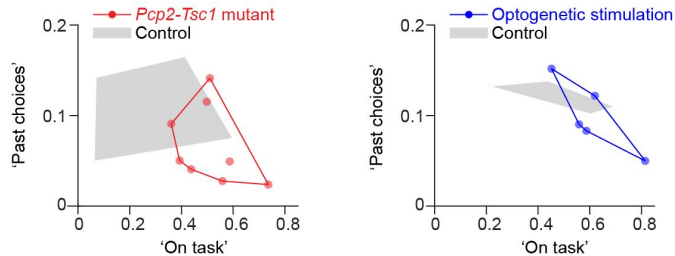 Pcp2-Tsc1 mutant
Control
0.2
0.1
0
'Past choices'
0 0.2 0.4 0.6 0.8
'On task'
Optogenetic stimulation
Control
0.2
0.1
0
'Past choices'
0 0.2 0.4 0.6 0.8
'On task'